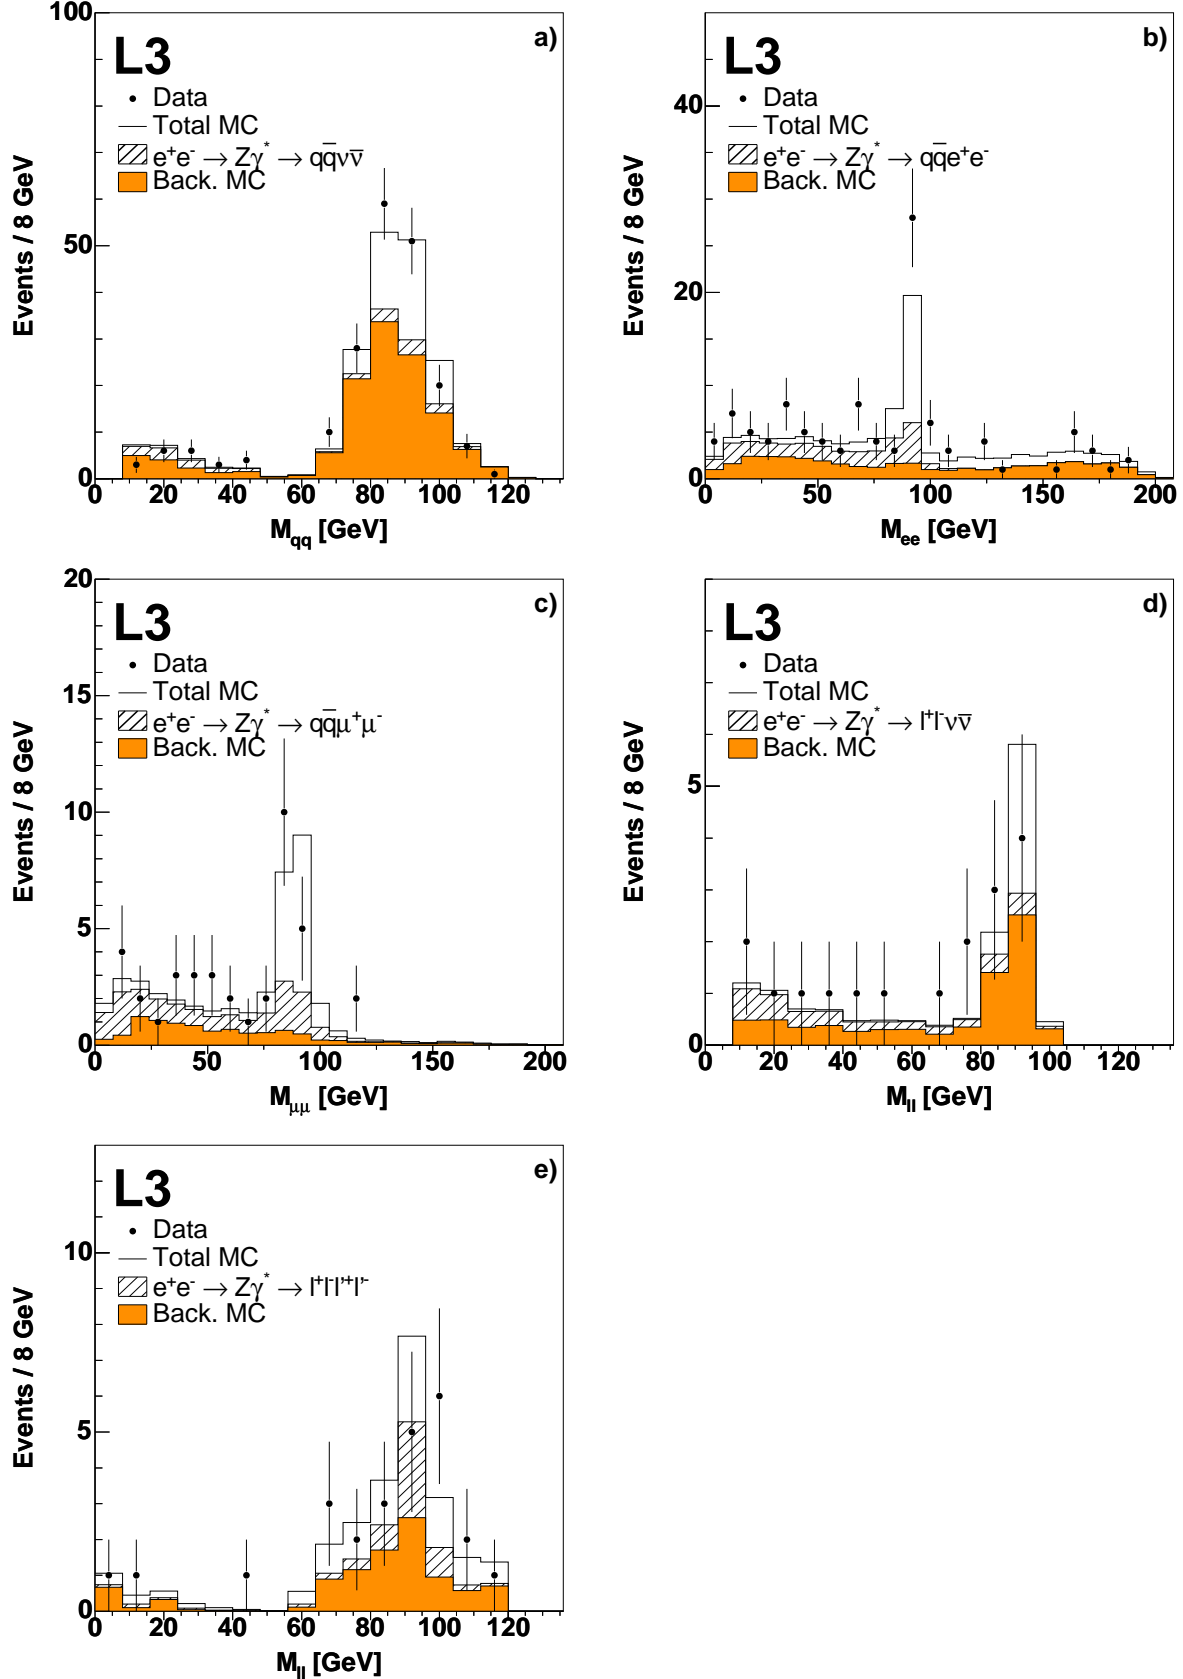 a)
L3
Data
Total MC
e⁺e⁻ → Zγ* → qq̅νν̅
Back. MC
100
50
0
Events / 8 GeV
0 20 40 60 80 100 120
M_qq [GeV]
b)
L3
Data
Total MC
e⁺e⁻ → Zγ* → qq̅e⁺e⁻
Back. MC
40
20
0
Events / 8 GeV
0 50 100 150 200
M_ee [GeV]
c)
L3
Data
Total MC
e⁺e⁻ → Zγ* → qq̅μ⁺μ⁻
Back. MC
20
15
10
5
0
Events / 8 GeV
0 50 100 150 200
M_μμ [GeV]
d)
L3
Data
Total MC
e⁺e⁻ → Zγ* → l⁺l⁻νν̅
Back. MC
5
0
Events / 8 GeV
0 20 40 60 80 100 120
M_ll [GeV]
e)
L3
Data
Total MC
e⁺e⁻ → Zγ* → l⁺l⁻l'⁺l'⁻
Back. MC
10
5
0
Events / 8 GeV
0 20 40 60 80 100 120
M_ll [GeV]